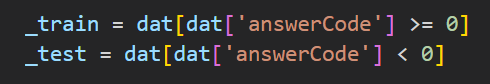 _train = dat[dat['answerCode'] >= 0]
_test = dat[dat['answerCode'] < 0]